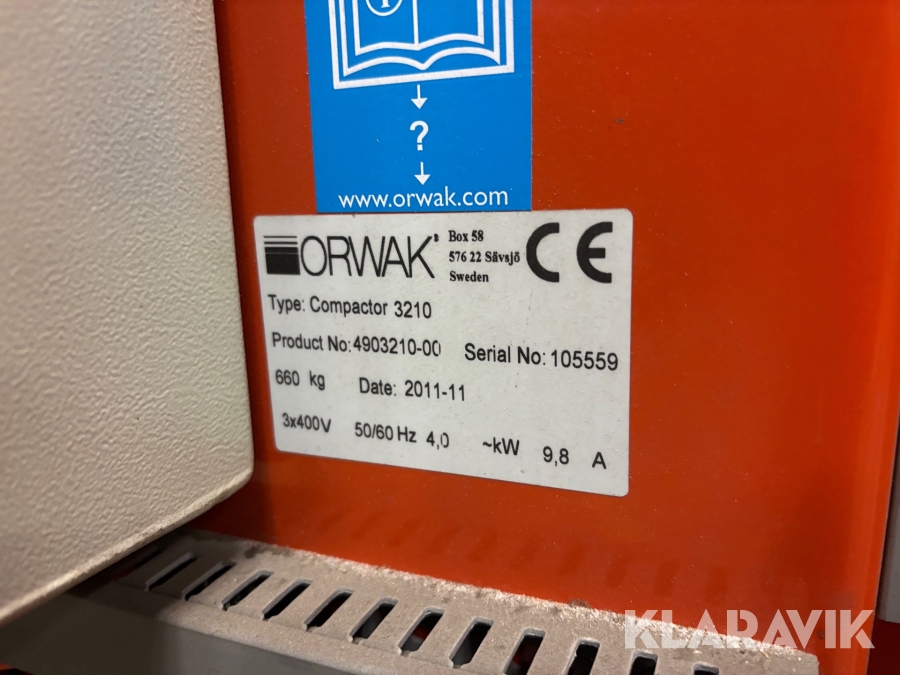 ?
www.orwak.com
ORWAK®
Box 58
576 22 Sävsjö
Sweden
CE
Type: Compactor 3210
Product No: 4903210-00 Serial No: 105559
660 kg Date: 2011-11
3x400V 50/60 Hz 4,0 ~kW 9,8 A
KLARAVIK